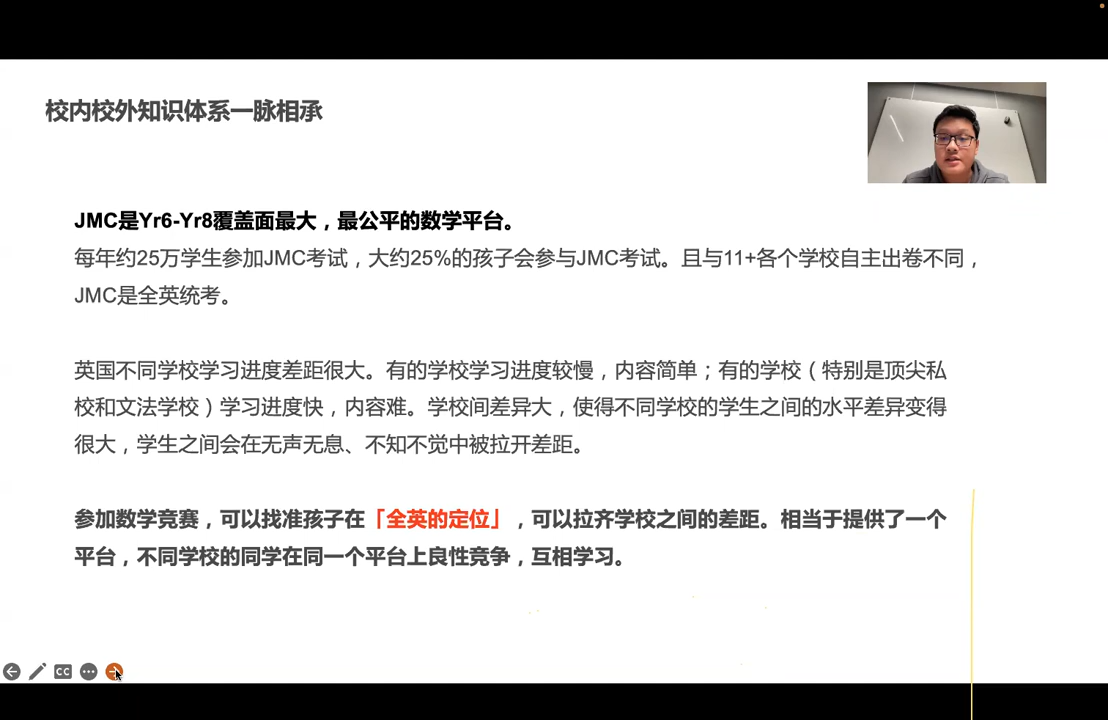 校内校外知识体系一脉相承
JMC是Yr6-Yr8覆盖面最大，最公平的数学平台。
每年约25万学生参加JMC考试，大约25%的孩子会参与JMC考试。且与11+各个学校自主出卷不同，
JMC是全英统考。
英国不同学校学习进度差距很大。有的学校学习进度较慢，内容简单；有的学校（特别是顶尖私
校和文法学校）学习进度快，内容难。学校间差异大，使得不同学校的学生之间的水平差异变得
很大，学生之间会在无声无息、不知不觉中被拉开差距。
参加数学竞赛，可以找准孩子在「全英的定位」，可以拉齐学校之间的差距。相当于提供了一个
平台，不同学校的同学在同一个平台上良性竞争，互相学习。
CC